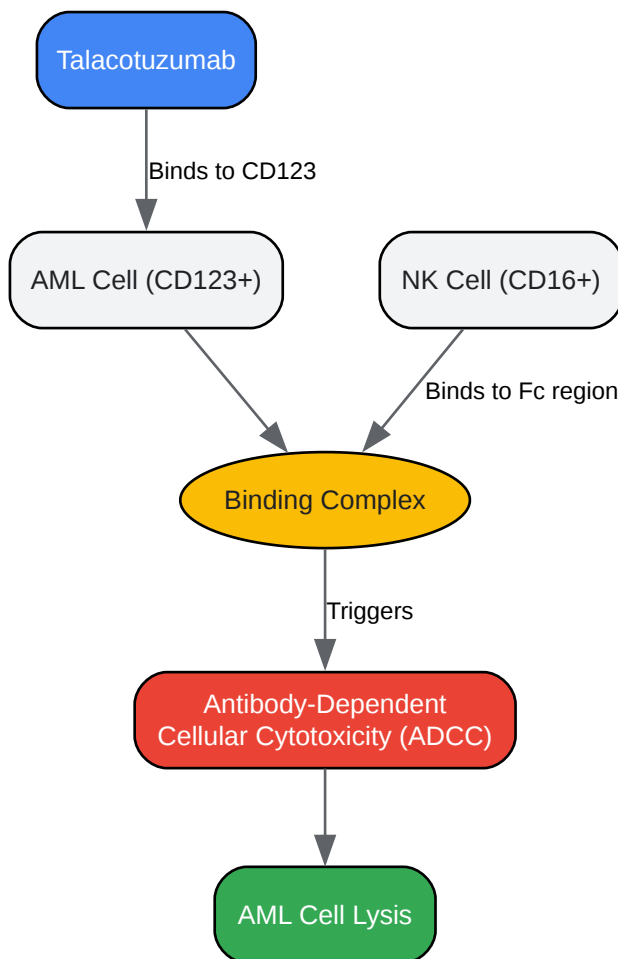 Talacotuzumab
Binds to CD123
AML Cell (CD123+)
NK Cell (CD16+)
Binds to Fc region
Binding Complex
Triggers
Antibody-Dependent
Cellular Cytotoxicity (ADCC)
AML Cell Lysis